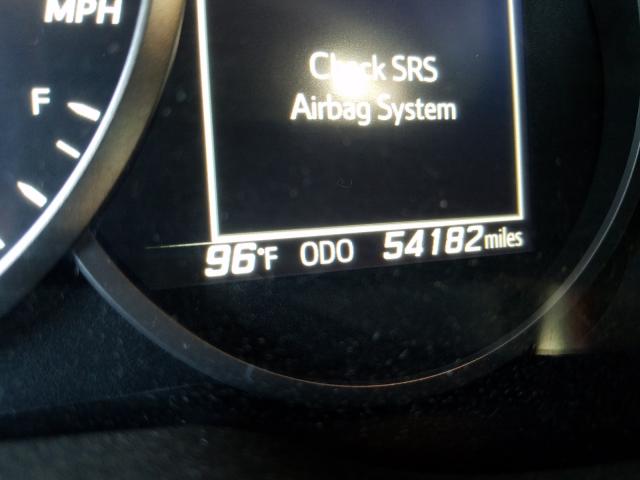 MPH
F
Check SRS
Airbag System
96°F ODO 54182 miles